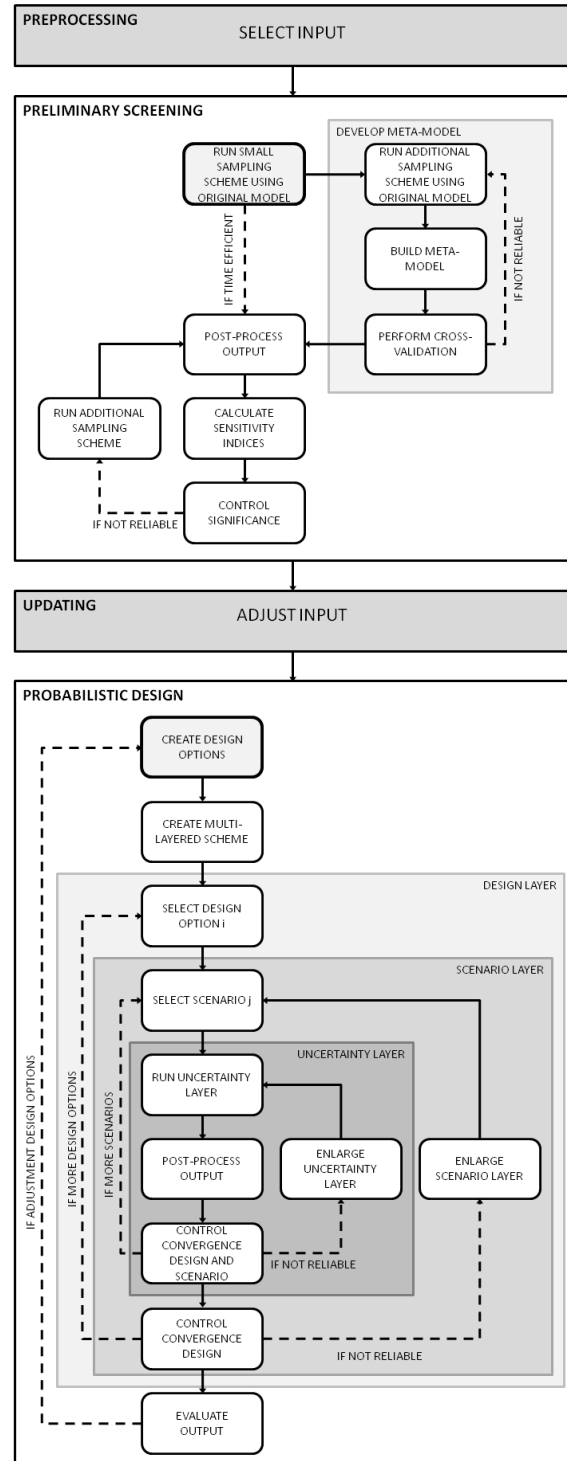 PREPROCESSING
SELECT INPUT
PRELIMINARY SCREENING
DEVELOP META-MODEL
RUN SMALL
SAMPLING
SCHEME USING
ORIGINAL MODEL
RUN ADDITIONAL
SAMPLING
SCHEME USING
ORIGINAL MODEL
IF TIME EFFICIENT
BUILD META-
MODEL
IF NOT RELIABLE
POST-PROCESS
OUTPUT
PERFORM CROSS-
VALIDATION
RUN ADDITIONAL
SAMPLING
SCHEME
CALCULATE
SENSITIVITY
INDICES
IF NOT RELIABLE
CONTROL
SIGNIFICANCE
UPDATING
ADJUST INPUT
PROBABILISTIC DESIGN
CREATE DESIGN
OPTIONS
CREATE MULTI-
LAYERED SCHEME
DESIGN LAYER
SELECT DESIGN
OPTION i
SCENARIO LAYER
SELECT SCENARIO j
UNCERTAINTY LAYER
RUN UNCERTAINTY
LAYER
IF ADJUSTMENT DESIGN OPTIONS
IF MORE DESIGN OPTIONS
IF MORE SCENARIOS
POST-PROCESS
OUTPUT
ENLARGE
UNCERTAINTY
LAYER
ENLARGE
SCENARIO LAYER
CONTROL
CONVERGENCE
DESIGN AND
SCENARIO
IF NOT RELIABLE
CONTROL
CONVERGENCE
DESIGN
IF NOT RELIABLE
EVALUATE
OUTPUT